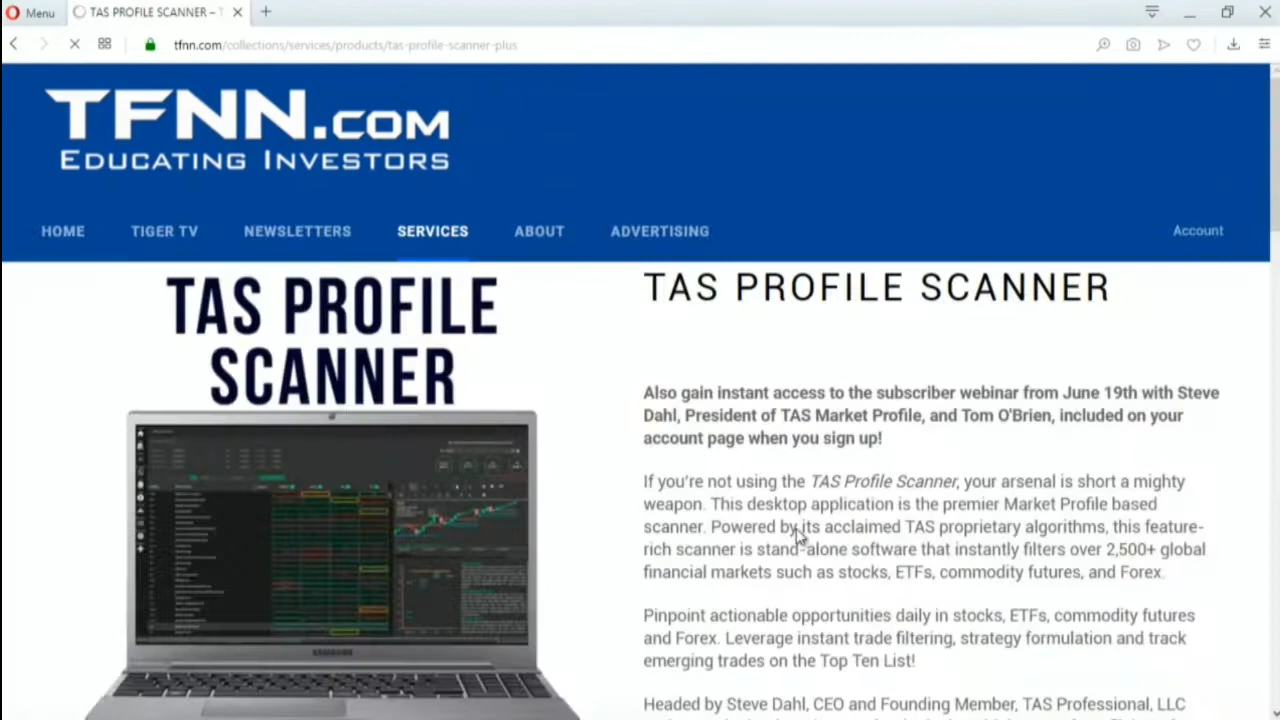 Menu
TAS PROFILE SCANNER – T
tfnn.com/collections/services/products/tas-profile-scanner-plus
TFNN.COM
EDUCATING INVESTORS
HOME TIGER TV NEWSLETTERS SERVICES ABOUT ADVERTISING Account
TAS PROFILE
SCANNER
SAMSUNG
TAS PROFILE SCANNER
Also gain instant access to the subscriber webinar from June 19th with Steve
Dahl, President of TAS Market Profile, and Tom O'Brien, included on your
account page when you sign up!
If you're not using the TAS Profile Scanner, your arsenal is short a mighty
weapon. This desktop application is the premier Market Profile based
scanner. Powered by its acclaimed TAS proprietary algorithms, this feature-
rich scanner is stand-alone software that instantly filters over 2,500+ global
financial markets such as stocks, ETFs, commodity futures, and Forex.
Pinpoint actionable opportunities daily in stocks, ETFs, commodity futures
and Forex. Leverage instant trade filtering, strategy formulation and track
emerging trades on the Top Ten List!
Headed by Steve Dahl, CEO and Founding Member, TAS Professional, LLC